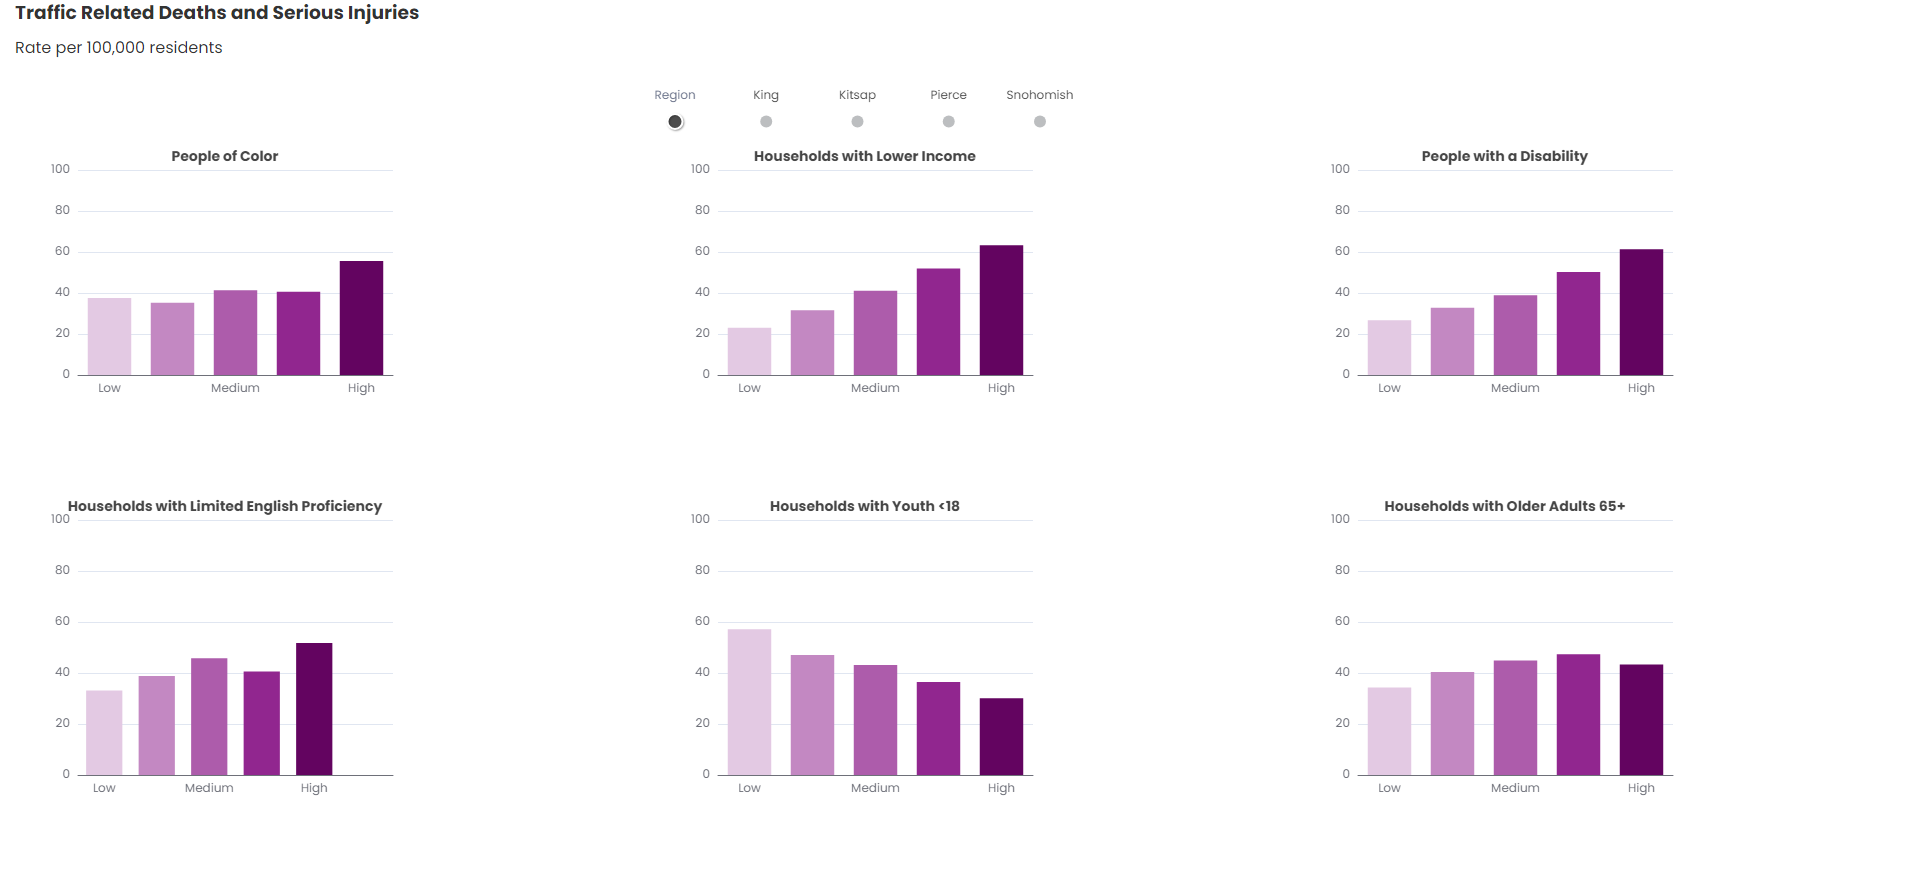 Traffic Related Deaths and Serious Injuries
Rate per 100,000 residents
Region King Kitsap Pierce Snohomish
People of Color
100
80
60
40
20
0
Low Medium High
Households with Lower Income
100
80
60
40
20
0
Low Medium High
People with a Disability
100
80
60
40
20
0
Low Medium High
Households with Limited English Proficiency
100
80
60
40
20
0
Low Medium High
Households with Youth <18
100
80
60
40
20
0
Low Medium High
Households with Older Adults 65+
100
80
60
40
20
0
Low Medium High